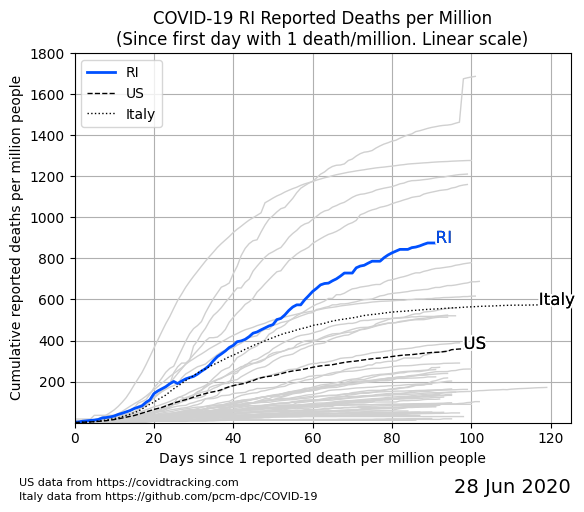 COVID-19 RI Reported Deaths per Million
(Since first day with 1 death/million. Linear scale)
Cumulative reported deaths per million people
1800
1600
1400
1200
1000
800
600
400
200
RI
US
Italy
RI
Italy
US
0 20 40 60 80 100 120
Days since 1 reported death per million people
US data from https://covidtracking.com
Italy data from https://github.com/pcm-dpc/COVID-19
28 Jun 2020